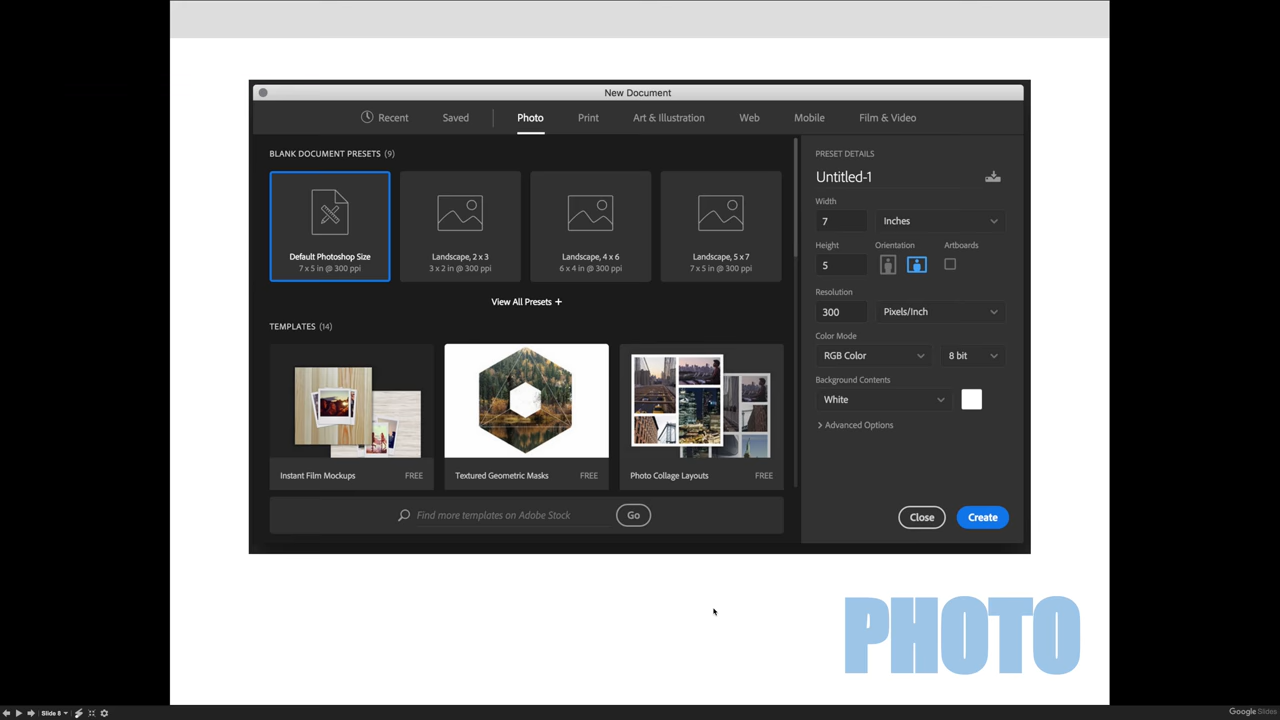 New Document
Recent Saved Photo Print Art & Illustration Web Mobile Film & Video
BLANK DOCUMENT PRESETS (9)
Default Photoshop Size
7 x 5 in @ 300 ppi
Landscape, 2 x 3
3 x 2 in @ 300 ppi
Landscape, 4 x 6
6 x 4 in @ 300 ppi
Landscape, 5 x 7
7 x 5 in @ 300 ppi
View All Presets +
TEMPLATES (14)
Instant Film Mockups FREE
Textured Geometric Masks FREE
Photo Collage Layouts FREE
Find more templates on Adobe Stock Go
PRESET DETAILS
Untitled-1
Width
7 Inches
Height Orientation Artboards
5
Resolution
300 Pixels/Inch
Color Mode
RGB Color 8 bit
Background Contents
White
Advanced Options
Close Create
PHOTO
Slide 8
Google Slides